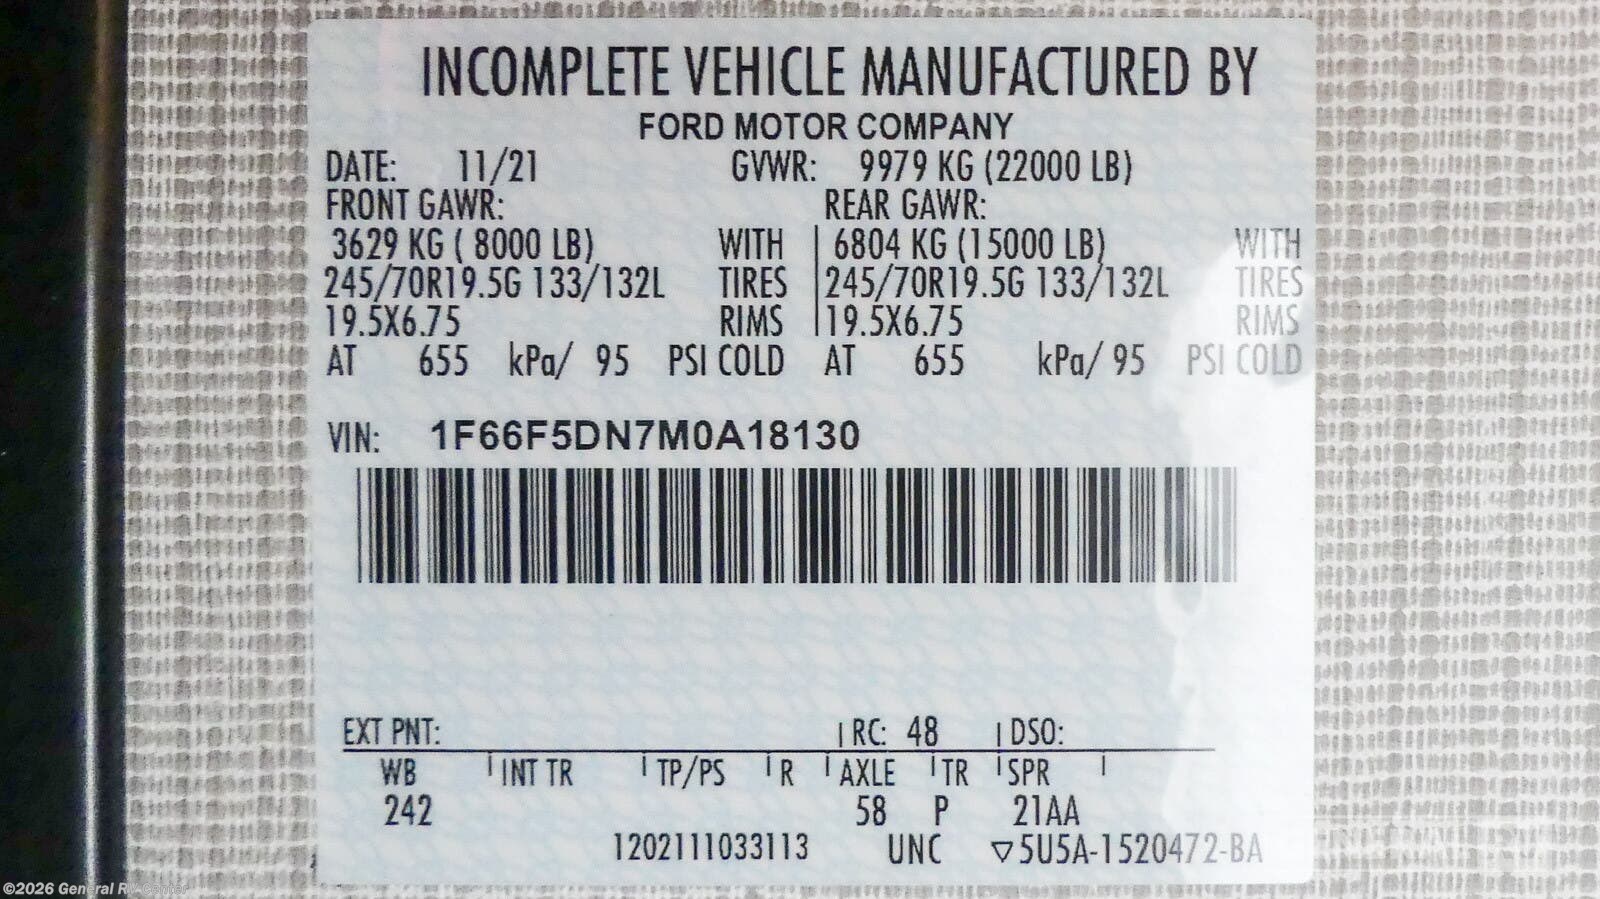 INCOMPLETE VEHICLE MANUFACTURED BY
FORD MOTOR COMPANY
DATE: 11/21 GVWR: 9979 KG (22000 LB)
FRONT GAWR: REAR GAWR:
3629 KG ( 8000 LB) WITH 6804 KG (15000 LB) WITH
245/70R19.5G 133/132L TIRES 245/70R19.5G 133/132L TIRES
19.5X6.75 RIMS 19.5X6.75 RIMS
AT 655 kPa/ 95 PSI COLD AT 655 kPa/ 95 PSI COLD
VIN: 1F66F5DN7M0A18130
EXT PNT: RC: 48 DSO:
WB INT TR TP/PS R AXLE TR SPR
242 58 P 21AA
1202111033113 UNC ▽5U5A-1520472-BA
©2026 General RV Center